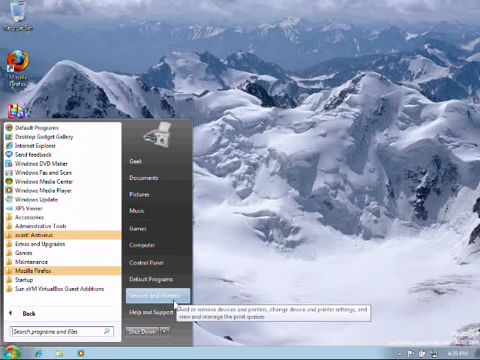 Recycle Bin
Mozilla
Firefox
Default Programs
Desktop Gadget Gallery
Internet Explorer
Send Feedback
Windows DVD Maker
Windows Fax and Scan
Windows Media Center
Windows Media Player
Windows Update
XPS Viewer
Accessories
Administrative Tools
avast! Antivirus
Extras and Upgrades
Games
Maintenance
Mozilla Firefox
Startup
Sun xVM VirtualBox Guest Additions
Back
Search programs and files
Geek
Documents
Pictures
Music
Games
Computer
Control Panel
Default Programs
Devices and Printers
Help and Support
Shut Down
Add or remove devices and printers, change device and printer settings, and
view and manage the print queues